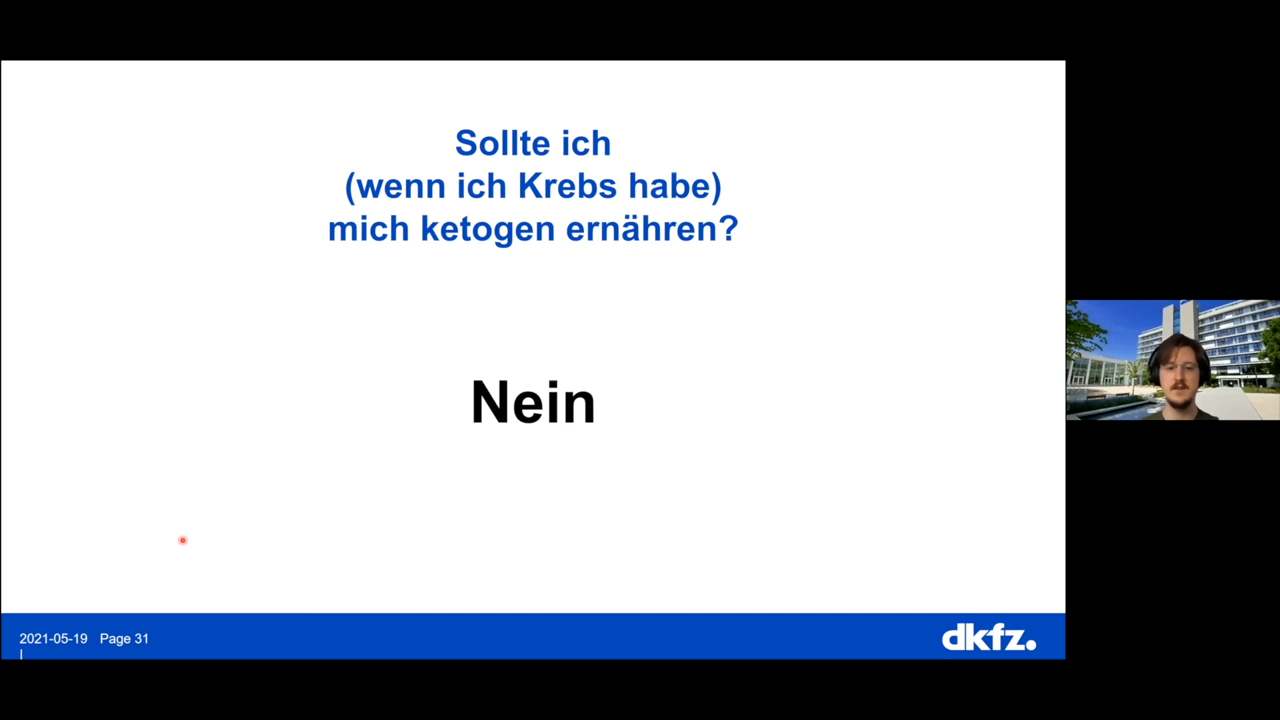 Sollte ich
(wenn ich Krebs habe)
mich ketogen ernähren?
Nein
2021-05-19 Page 31
|
dkfz.